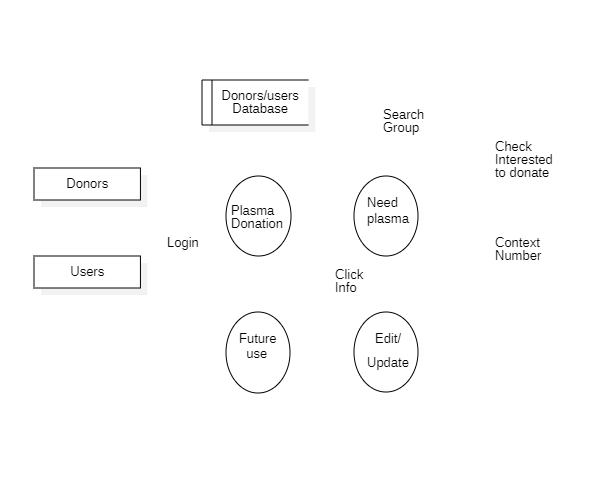 Donors/users
Database
Search
Group
Check
Interested
to donate
Donors
Plasma
Donation
Need
plasma
Login
Context
Number
Users
Click
Info
Future
use
Edit/
Update